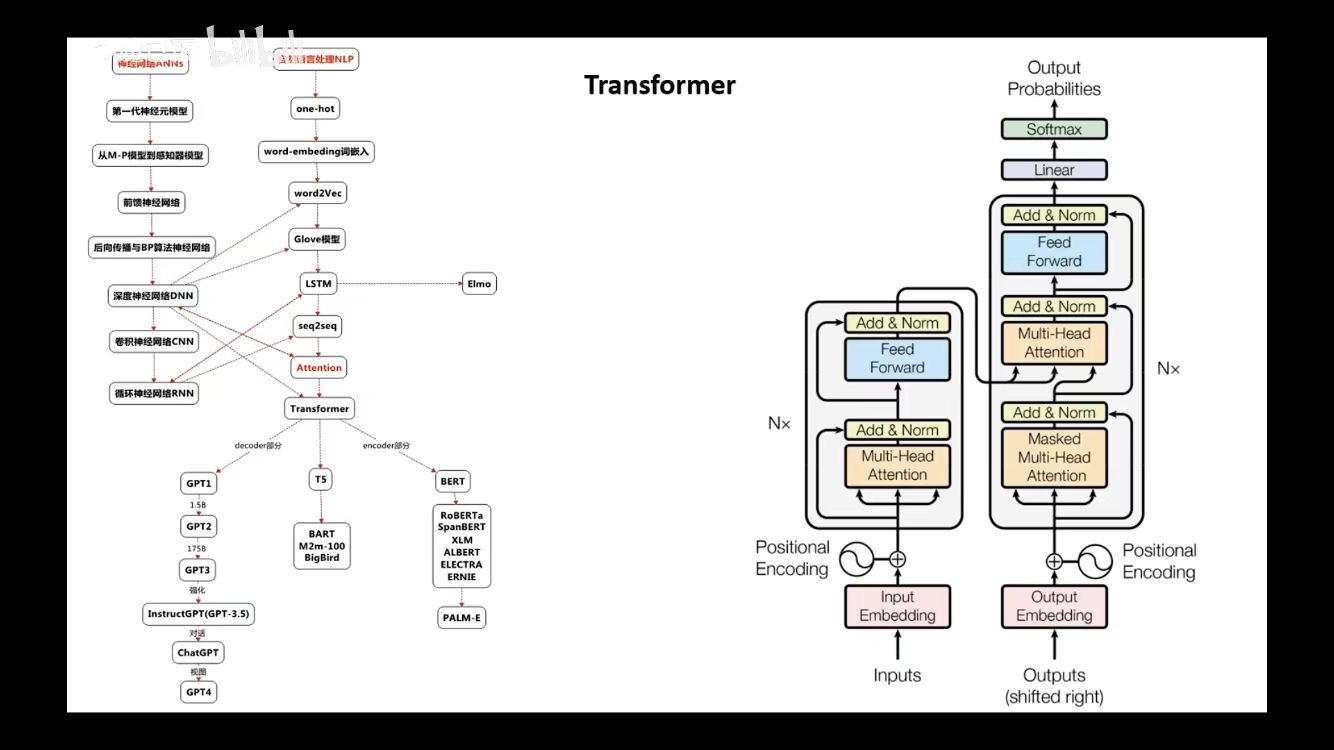 bilibili
神经网络ANNs
第一代神经元模型
从M-P模型到感知器模型
前馈神经网络
后向传播与BP算法神经网络
深度神经网络DNN
卷积神经网络CNN
循环神经网络RNN
语言处理NLP
one-hot
word-embeding词嵌入
word2Vec
Glove模型
LSTM
Elmo
seq2seq
Attention
Transformer
decoder部分
encoder部分
GPT1
1.5B
GPT2
175B
GPT3
强化
InstructGPT(GPT-3.5)
对话
ChatGPT
视图
GPT4
T5
BART
M2m-100
BigBird
BERT
RoBERTa
SpanBERT
XLM
ALBERT
ELECTRA
ERNIE
PALM-E
Transformer
Output
Probabilities
Softmax
Linear
Add & Norm
Feed
Forward
Add & Norm
Multi-Head
Attention
Add & Norm
Masked
Multi-Head
Attention
N×
Add & Norm
Feed
Forward
Add & Norm
Multi-Head
Attention
N×
Positional
Encoding
Positional
Encoding
Input
Embedding
Output
Embedding
Inputs
Outputs
(shifted right)